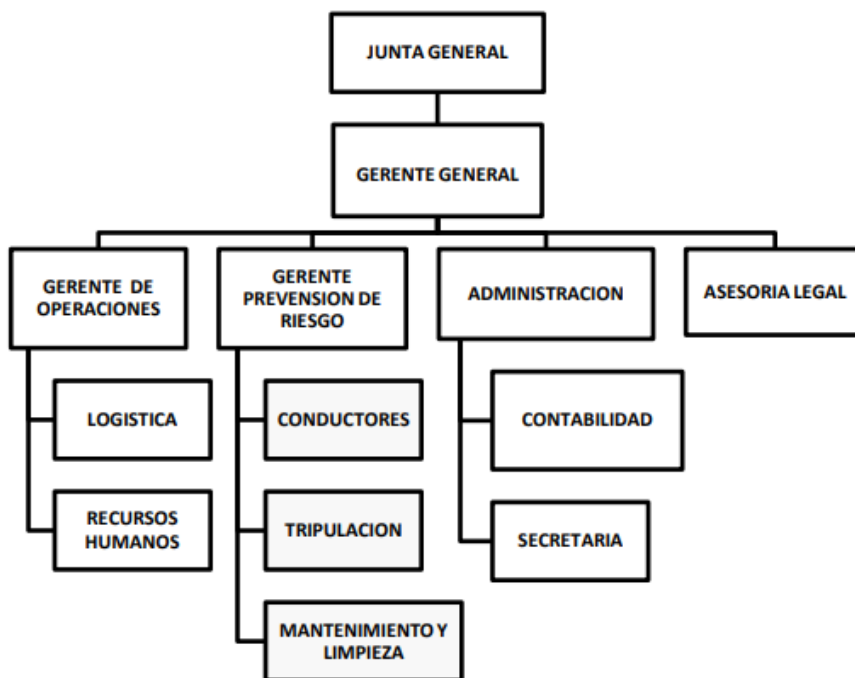 JUNTA GENERAL
GERENTE GENERAL
GERENTE DE
OPERACIONES
GERENTE
PREVENSION DE
RIESGO
ADMINISTRACION
ASESORIA LEGAL
LOGISTICA
CONDUCTORES
CONTABILIDAD
RECURSOS
HUMANOS
TRIPULACION
SECRETARIA
MANTENIMIENTO Y
LIMPIEZA